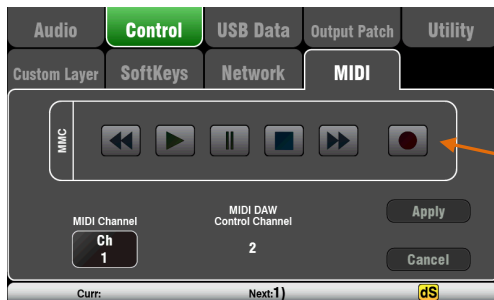 Audio Control USB Data Output Patch Utility
Custom Layer SoftKeys Network MIDI
MMC
MIDI Channel
Ch
1
MIDI DAW
Control Channel
2
Apply
Cancel
Curr: Next:1) dS